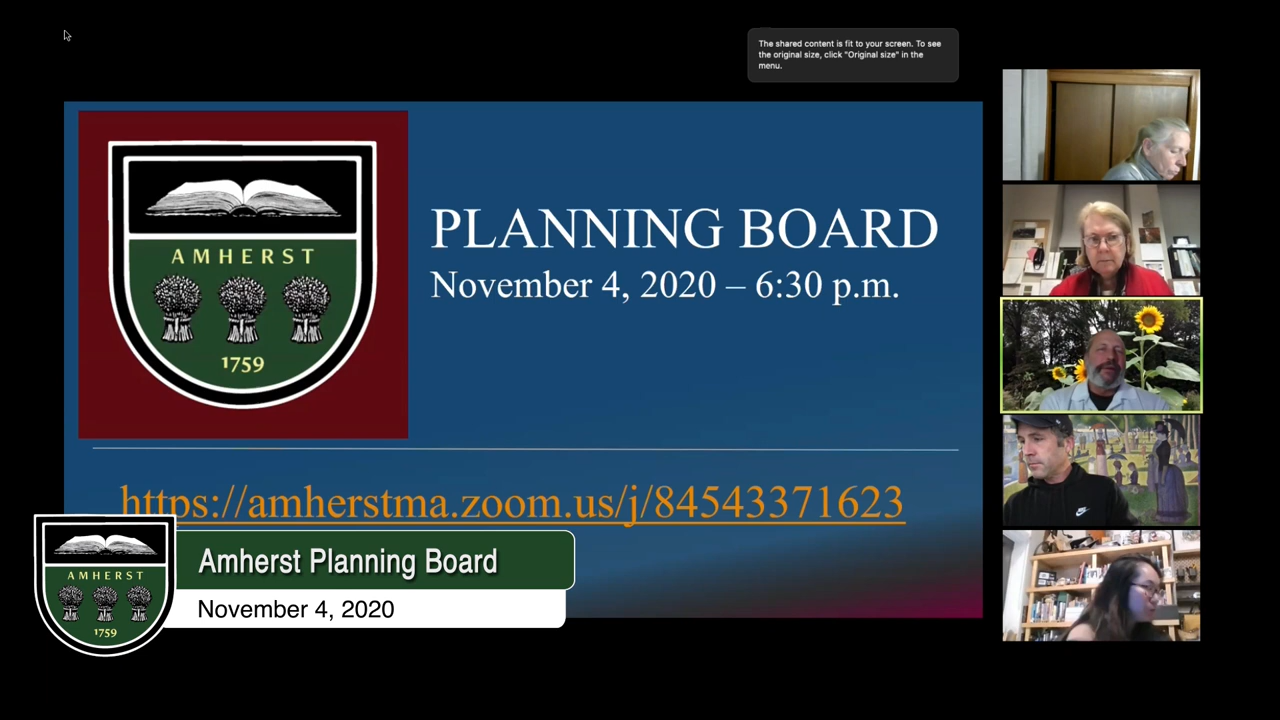 The shared content is fit to your screen. To see
the original size, click "Original size" in the
menu.
AMHERST
1759
PLANNING BOARD
November 4, 2020 – 6:30 p.m.
https://amherstma.zoom.us/j/84543371623
AMHERST
1759
Amherst Planning Board
November 4, 2020